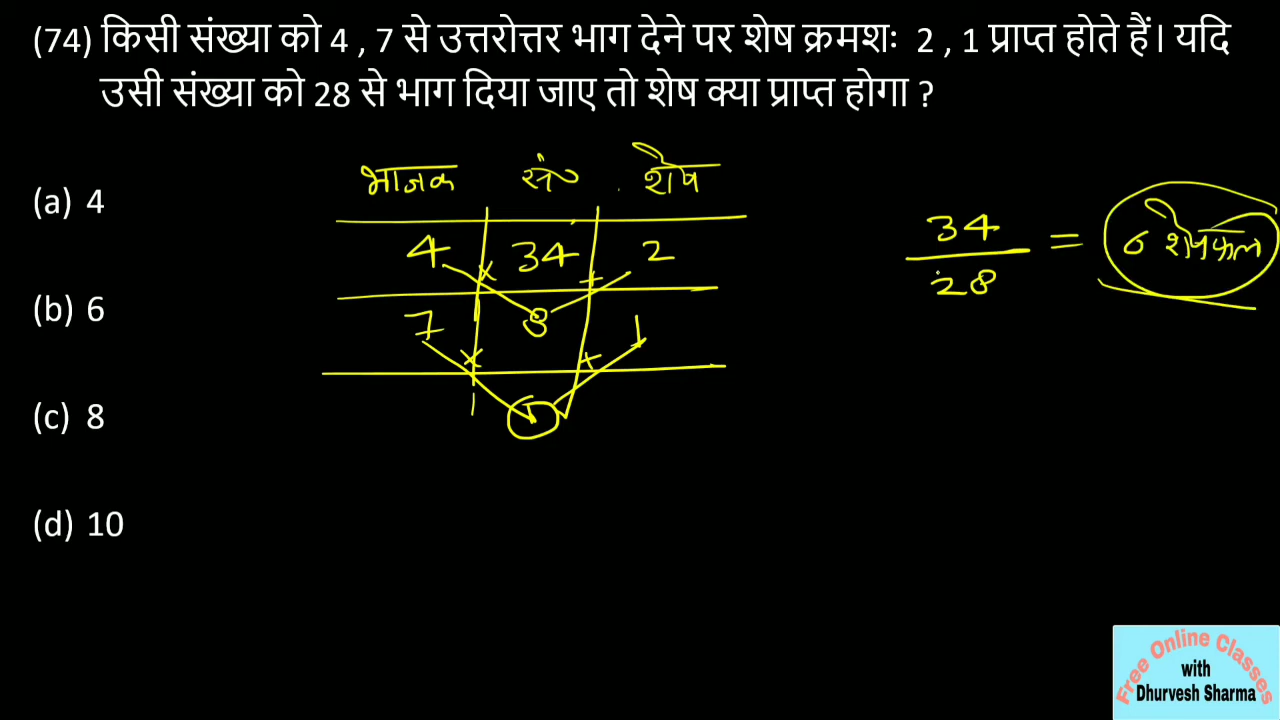 (74) किसी संख्या को 4 , 7 से उत्तरोत्तर भाग देने पर शेष क्रमशः 2 , 1 प्राप्त होते हैं। यदि
उसी संख्या को 28 से भाग दिया जाए तो शेष क्या प्राप्त होगा ?
भाजक सं० शेष
(a) 4
4 34 2
34
28
= 6 शेषफल
(b) 6
7 8 1
(c) 8
1
(d) 10
Free Online Classes
with
Dhurvesh Sharma